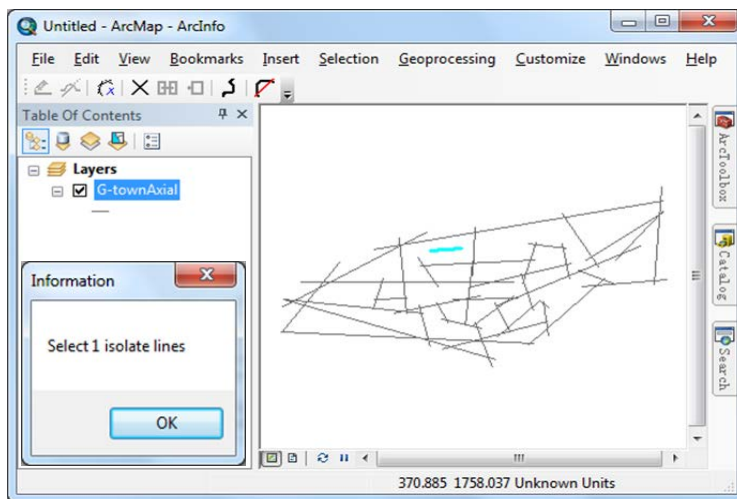 Untitled - ArcMap - ArcInfo
File Edit View Bookmarks Insert Selection Geoprocessing Customize Windows Help
Table Of Contents
Layers
G-townAxial
Information
Select 1 isolate lines
OK
ArcToolbox
Catalog
Search
370.885 1758.037 Unknown Units